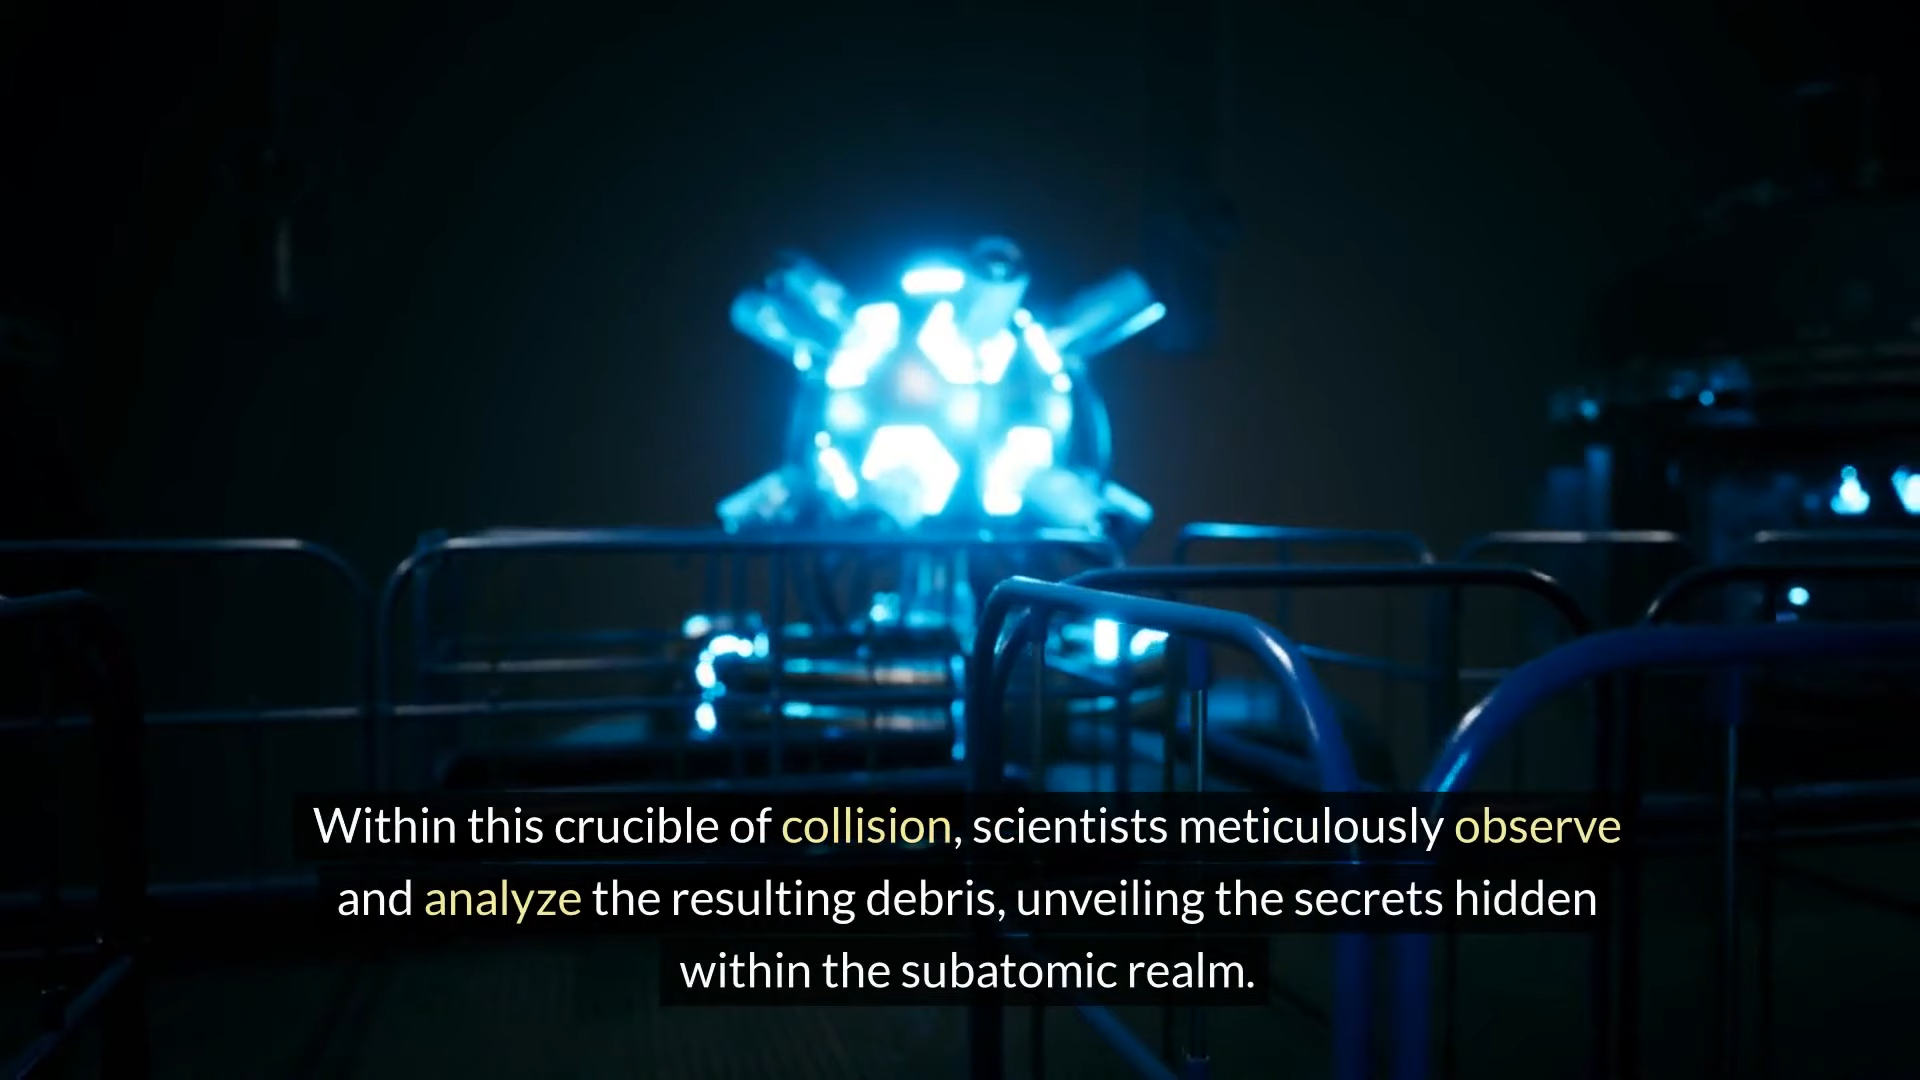 Within this crucible of collision, scientists meticulously observe
and analyze the resulting debris, unveiling the secrets hidden
within the subatomic realm.